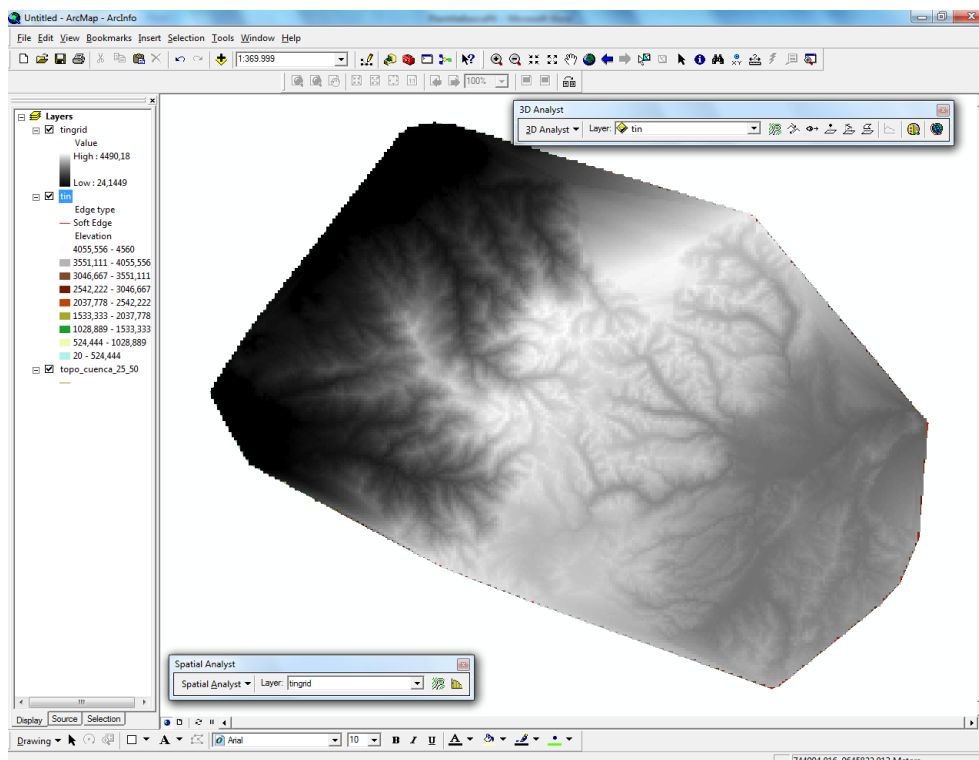 Untitled - ArcMap - ArcInfo
File Edit View Bookmarks Insert Selection Tools Window Help
1:369.999
100%
Layers
tingrid
Value
High : 4490,18
Low : 24,1449
tin
Edge type
Soft Edge
Elevation
4055,556 - 4560
3551,111 - 4055,556
3046,667 - 3551,111
2542,222 - 3046,667
2037,778 - 2542,222
1533,333 - 2037,778
1028,889 - 1533,333
524,444 - 1028,889
20 - 524,444
topo_cuenca_25_50
3D Analyst
3D Analyst Layer: tin
Spatial Analyst
Spatial Analyst Layer: tingrid
Display Source Selection
Drawing A Arial 10 B I U A